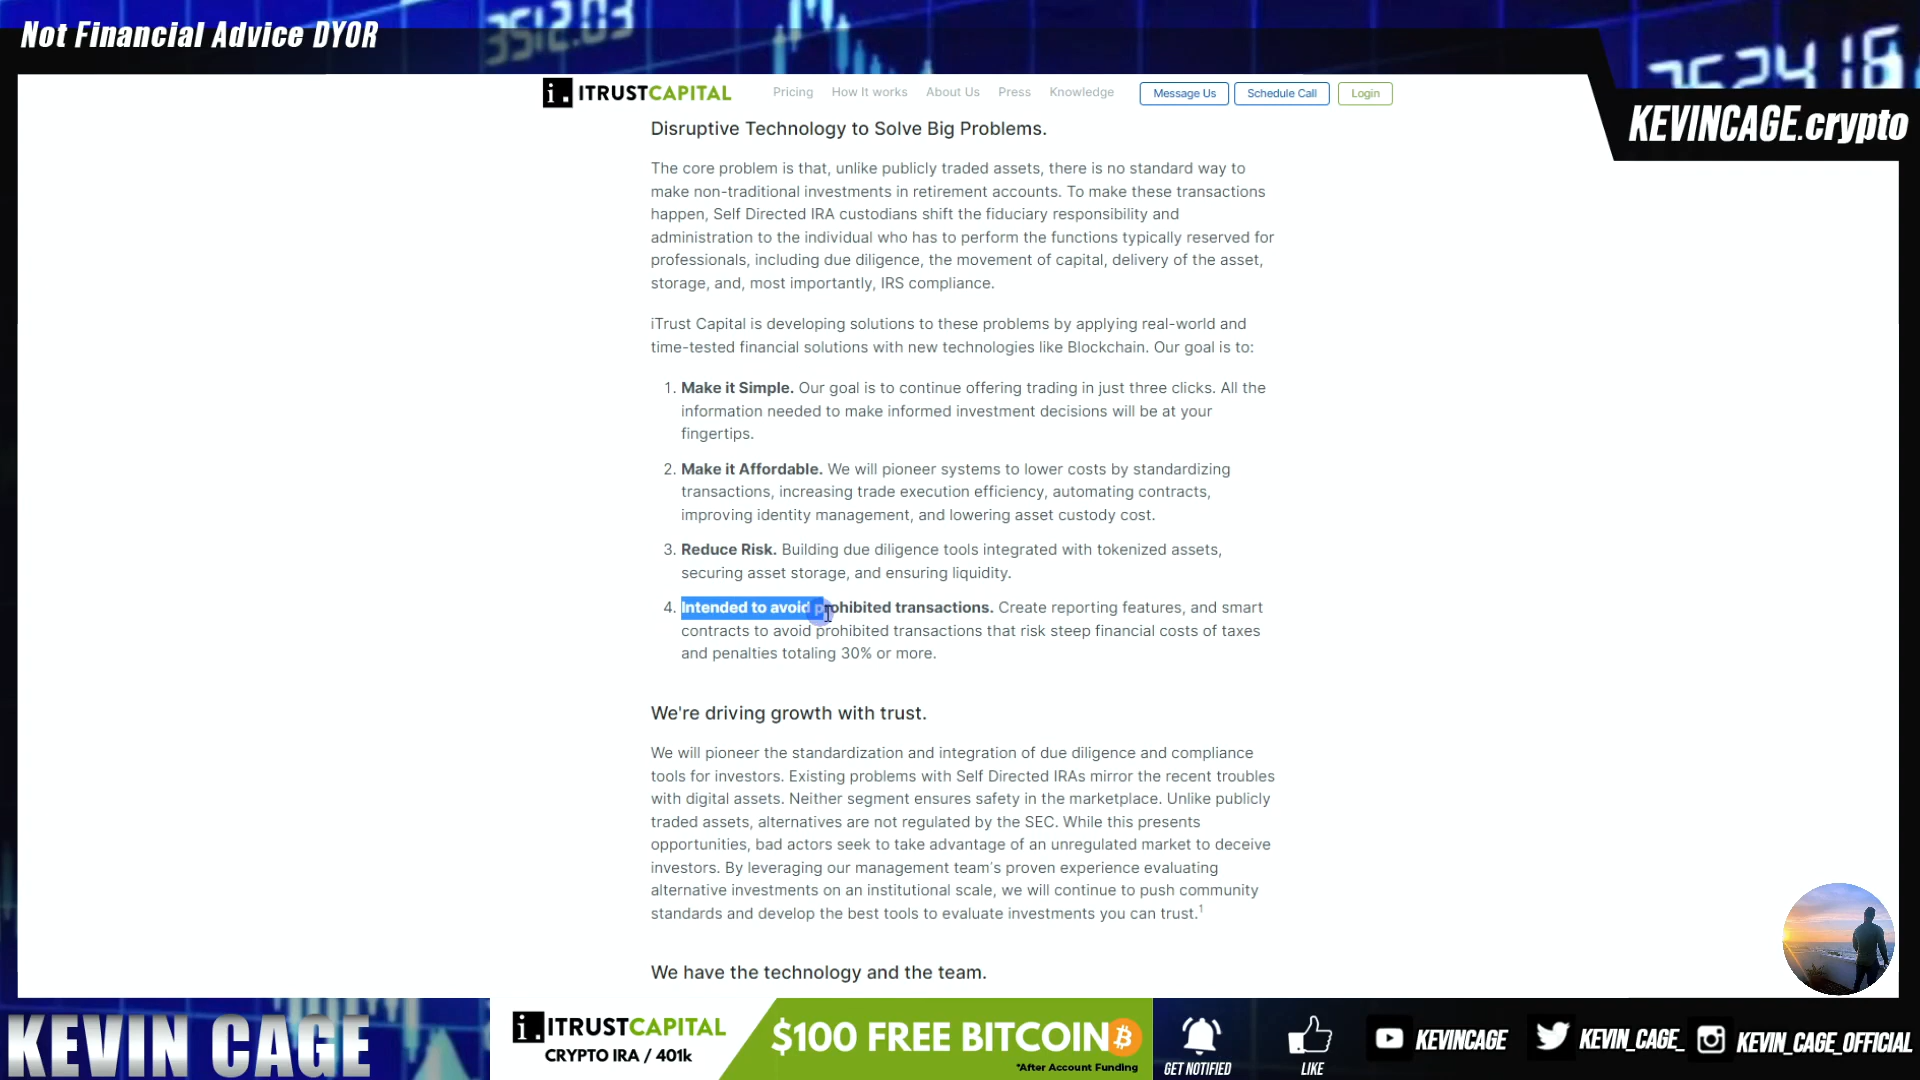 Not Financial Advice DYOR
3512.03
KEVINCAGE.crypto
i. ITRUSTCAPITAL
Pricing How It works About Us Press Knowledge Message Us Schedule Call Login
Disruptive Technology to Solve Big Problems.
The core problem is that, unlike publicly traded assets, there is no standard way to
make non-traditional investments in retirement accounts. To make these transactions
happen, Self Directed IRA custodians shift the fiduciary responsibility and
administration to the individual who has to perform the functions typically reserved for
professionals, including due diligence, the movement of capital, delivery of the asset,
storage, and, most importantly, IRS compliance.
iTrust Capital is developing solutions to these problems by applying real-world and
time-tested financial solutions with new technologies like Blockchain. Our goal is to:
1. Make it Simple. Our goal is to continue offering trading in just three clicks. All the
information needed to make informed investment decisions will be at your
fingertips.
2. Make it Affordable. We will pioneer systems to lower costs by standardizing
transactions, increasing trade execution efficiency, automating contracts,
improving identity management, and lowering asset custody cost.
3. Reduce Risk. Building due diligence tools integrated with tokenized assets,
securing asset storage, and ensuring liquidity.
4. Intended to avoid prohibited transactions. Create reporting features, and smart
contracts to avoid prohibited transactions that risk steep financial costs of taxes
and penalties totaling 30% or more.
We're driving growth with trust.
We will pioneer the standardization and integration of due diligence and compliance
tools for investors. Existing problems with Self Directed IRAs mirror the recent troubles
with digital assets. Neither segment ensures safety in the marketplace. Unlike publicly
traded assets, alternatives are not regulated by the SEC. While this presents
opportunities, bad actors seek to take advantage of an unregulated market to deceive
investors. By leveraging our management team's proven experience evaluating
alternative investments on an institutional scale, we will continue to push community
standards and develop the best tools to evaluate investments you can trust.1
We have the technology and the team.
KEVIN CAGE
i. ITRUSTCAPITAL
CRYPTO IRA / 401k
$100 FREE BITCOIN
*After Account Funding
GET NOTIFIED
LIKE
KEVINCAGE
KEVIN_CAGE_
KEVIN_CAGE_OFFICIAL